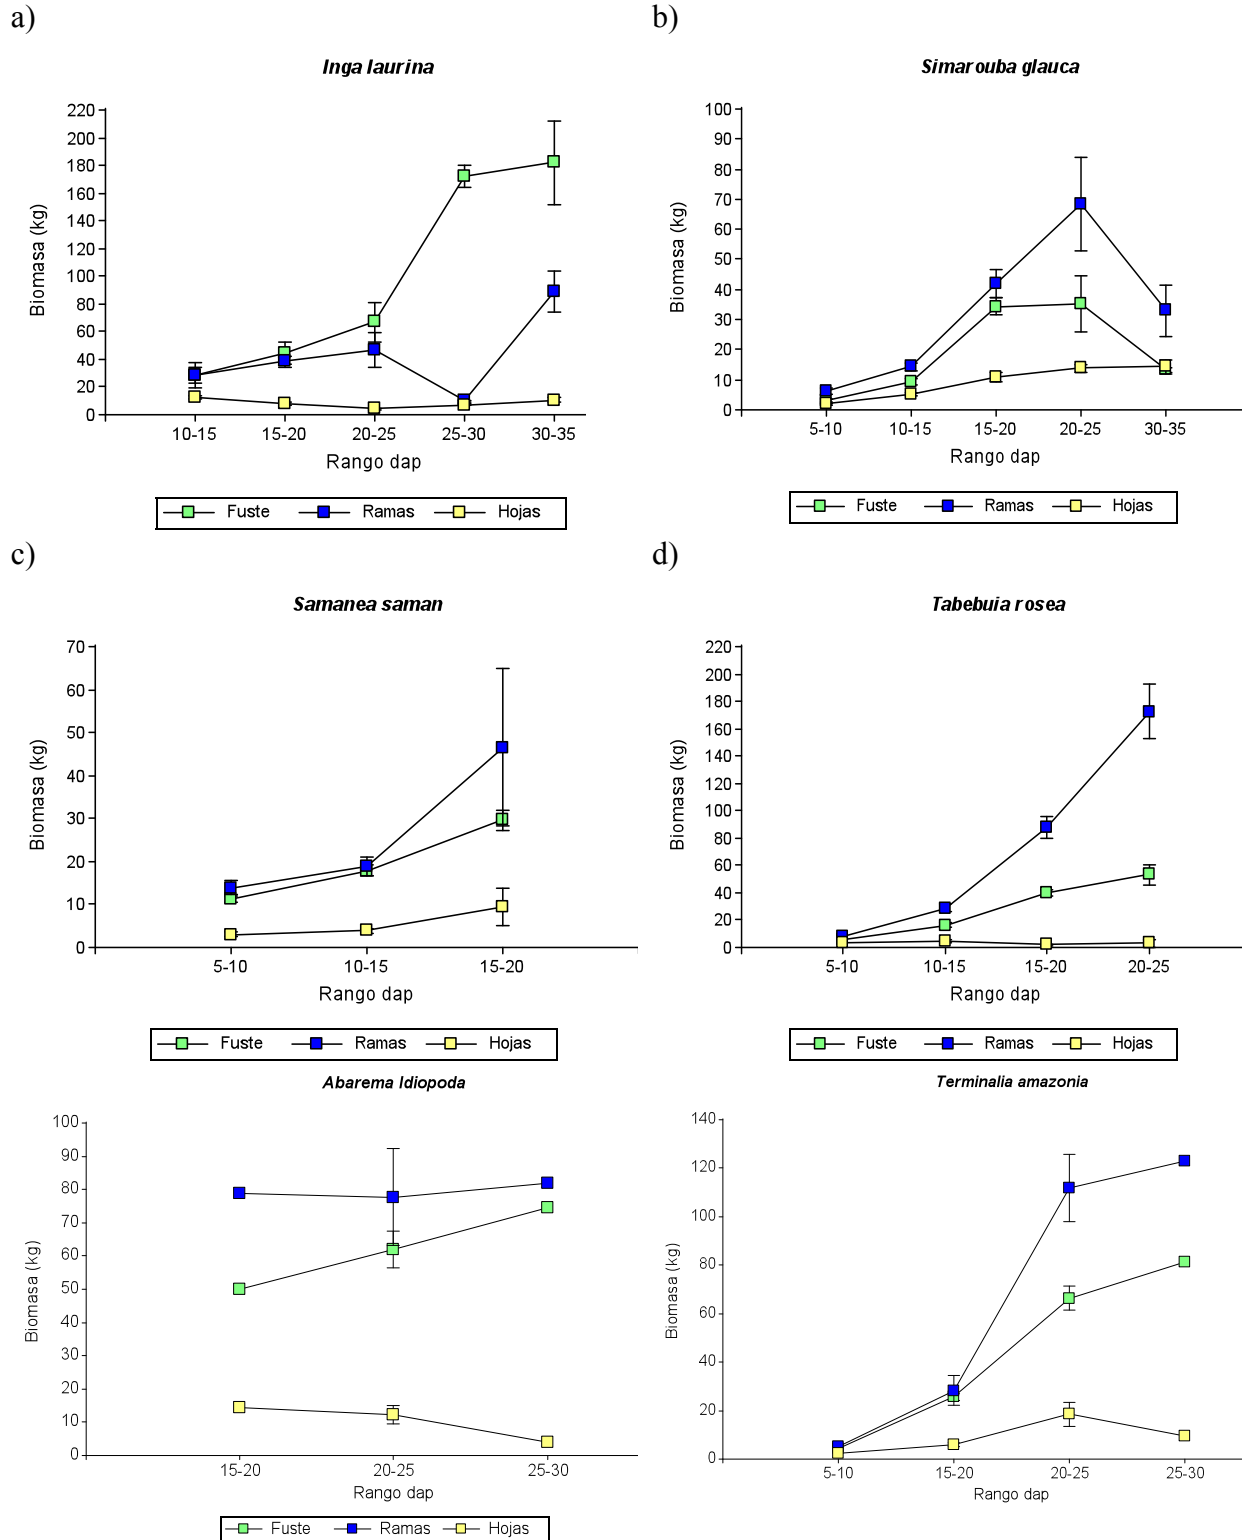 a)
Inga laurina
220
200
180
160
140
120
100
80
60
40
20
0
Biomasa (kg)
10-15 15-20 20-25 25-30 30-35
Rango dap
Fuste Ramas Hojas
b)
Simarouba glauca
100
90
80
70
60
50
40
30
20
10
0
Biomasa (kg)
5-10 10-15 15-20 20-25 30-35
Rango dap
Fuste Ramas Hojas
c)
Samanea saman
70
60
50
40
30
20
10
0
Biomasa (kg)
5-10 10-15 15-20
Rango dap
Fuste Ramas Hojas
d)
Tabebuia rosea
220
200
180
160
140
120
100
80
60
40
20
0
Biomasa (kg)
5-10 10-15 15-20 20-25
Rango dap
Fuste Ramas Hojas
Abarema Idiopoda
100
90
80
70
60
50
40
30
20
10
0
Biomasa (kg)
15-20 20-25 25-30
Rango dap
Fuste Ramas Hojas
Terminalia amazonia
140
120
100
80
60
40
20
0
Biomasa (kg)
5-10 15-20 20-25 25-30
Rango dap